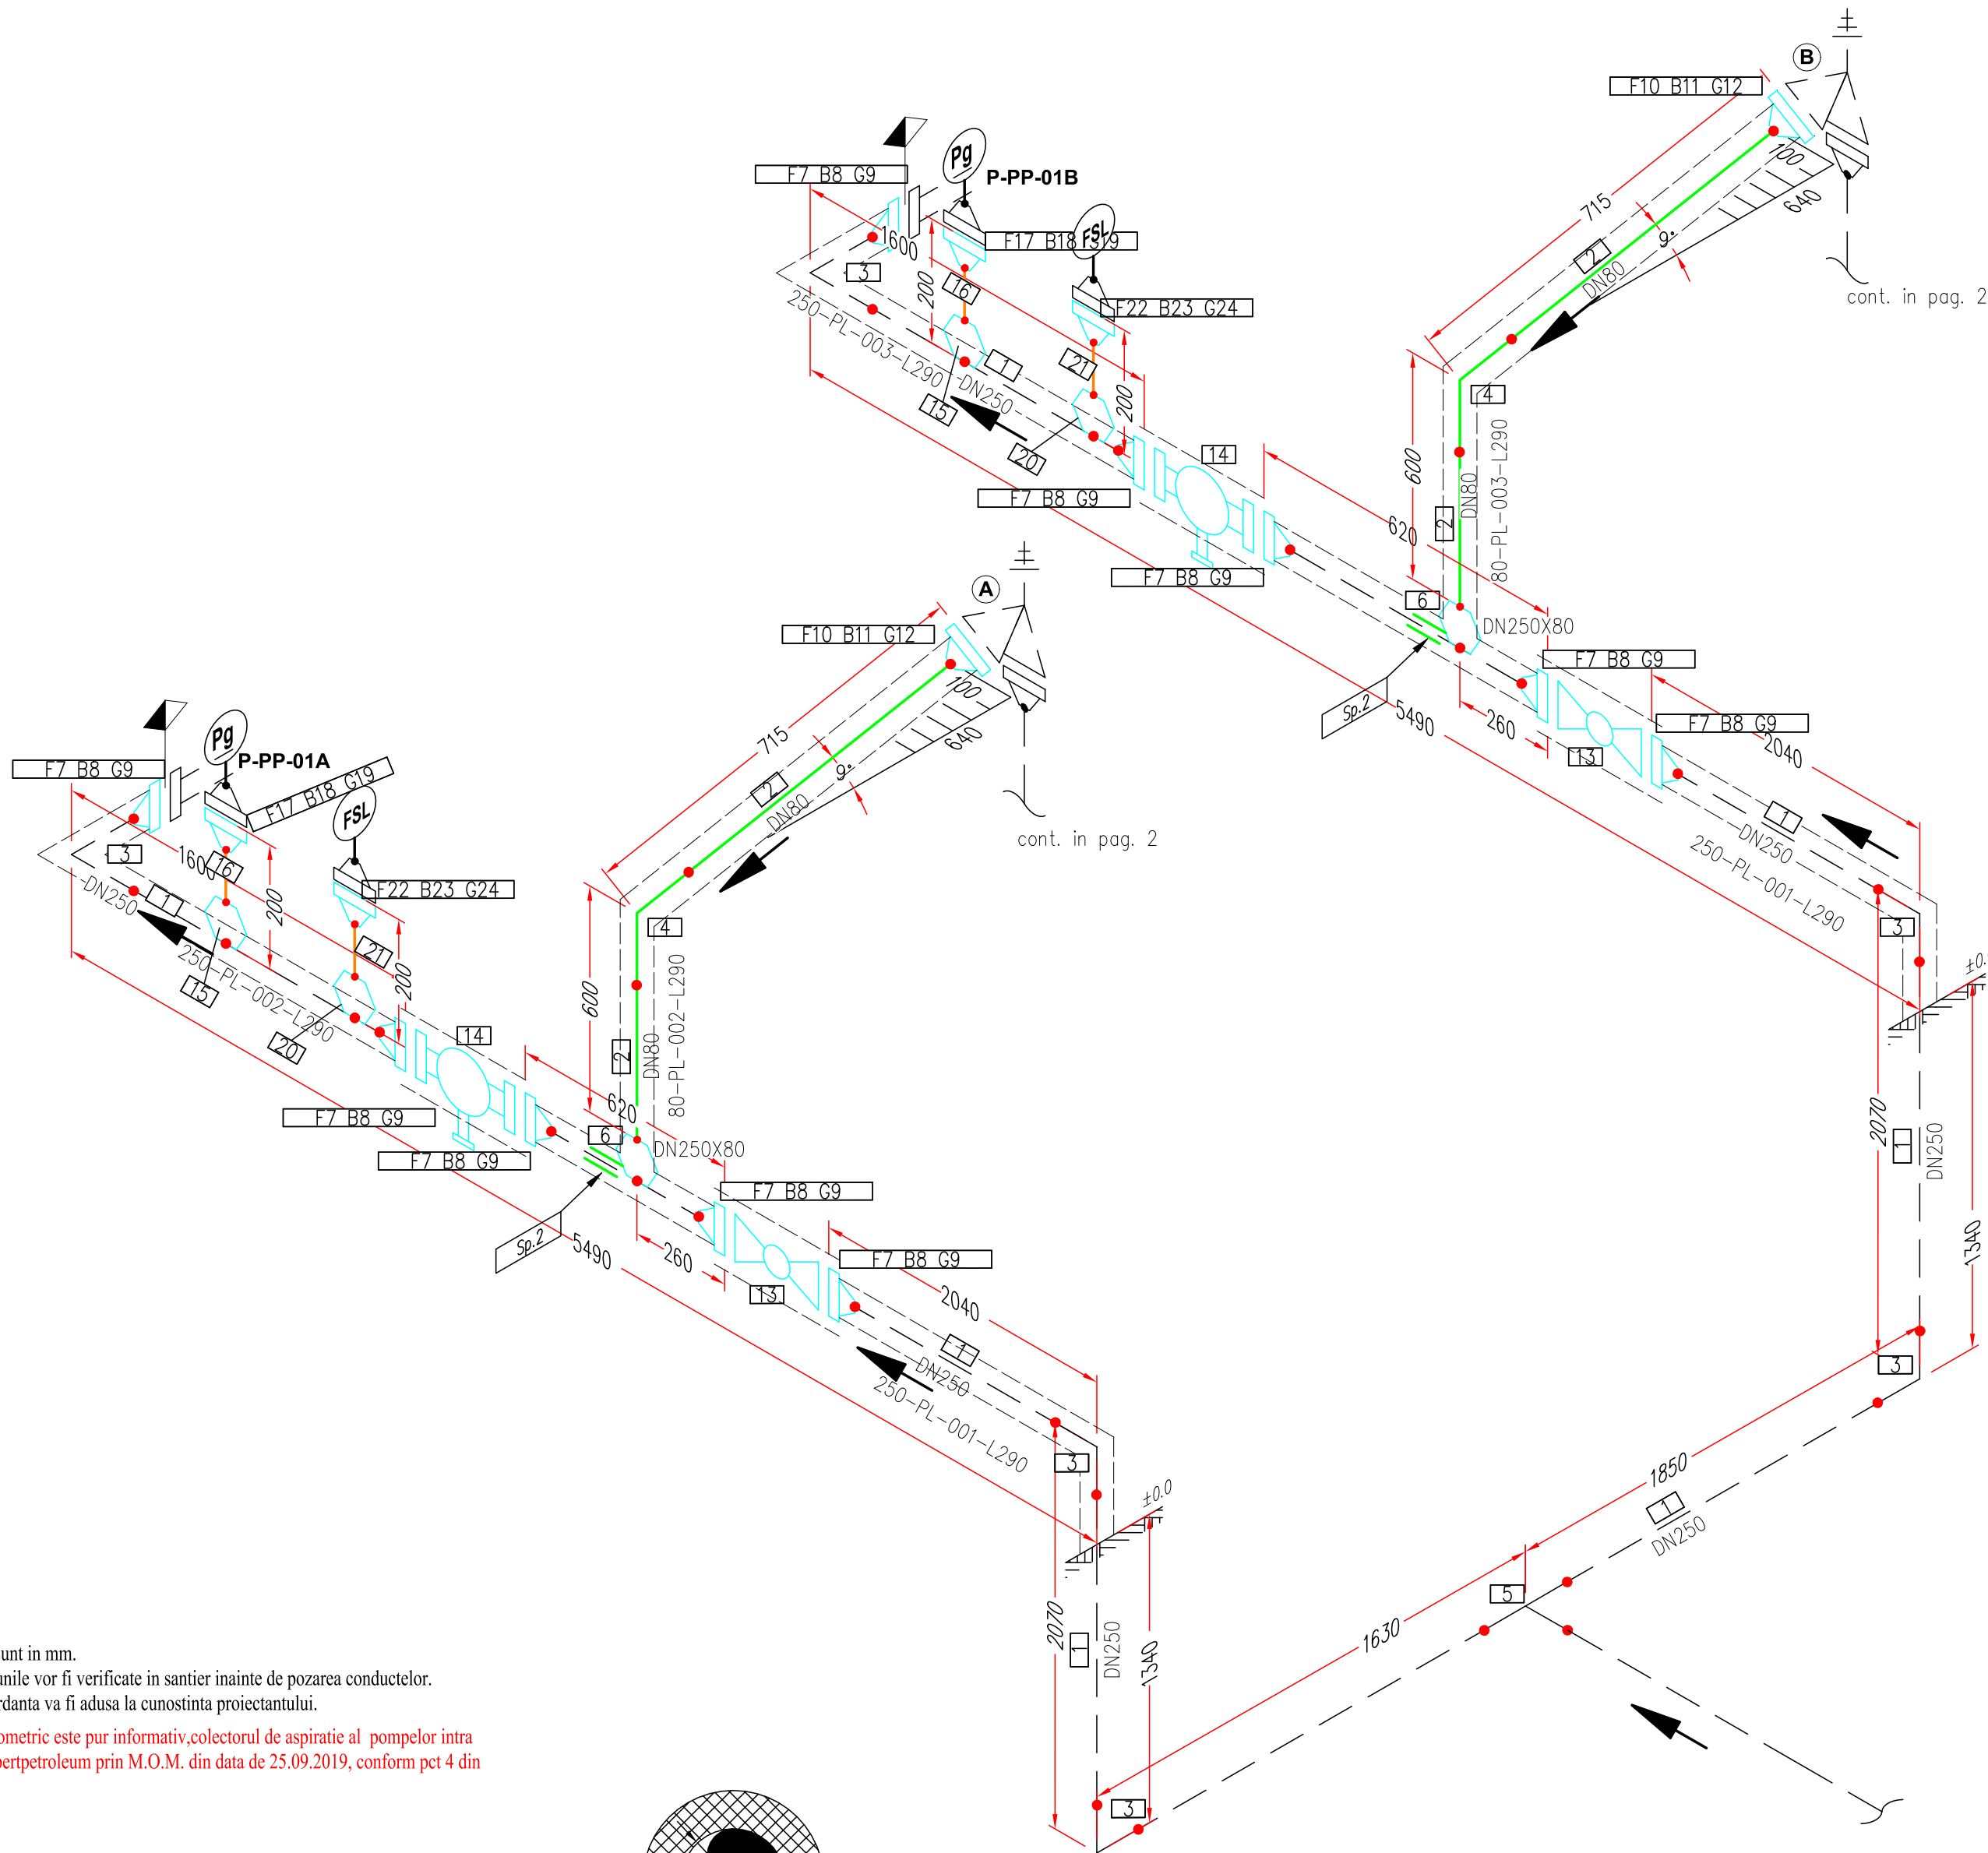 B
F10 B11 G12
100
640
715
9°
2
DN80
cont. in pag. 2
F7 B8 G9
Pg
P-PP-01B
FSL
F17 B18 G19
1600
3
200
16
F22 B23 G24
250-PL-003-L290
DN250
1
15
21
200
20
14
F7 B8 G9
F7 B8 G9
4
600
2
DN80
80-PL-003-L290
620
6
DN250X80
Sp.2
5490
260
F7 B8 G9
F7 B8 G9
13
2040
1
DN250
250-PL-001-L290
3
±0.
2070
1
DN250
1340
3
A
F10 B11 G12
100
640
715
9°
2
DN80
cont. in pag. 2
F7 B8 G9
Pg
P-PP-01A
F17 B18 G19
FSL
3
1600
16
200
F22 B23 G24
DN250
1
15
250-PL-002-L290
21
200
20
14
F7 B8 G9
F7 B8 G9
4
600
2
DN80
80-PL-002-L290
620
6
DN250X80
Sp.2
5490
260
F7 B8 G9
F7 B8 G9
13
2040
1
DN250
250-PL-001-L290
3
±0.0
2070
1
DN250
1340
3
1850
1
DN250
5
1630
unt in mm.
unile vor fi verificate in santier inainte de pozarea conductelor.
rdanta va fi adusa la cunostinta proiectantului.
ometric este pur informativ,colectorul de aspiratie al pompelor intra
pertpetroleum prin M.O.M. din data de 25.09.2019, conform pct 4 din